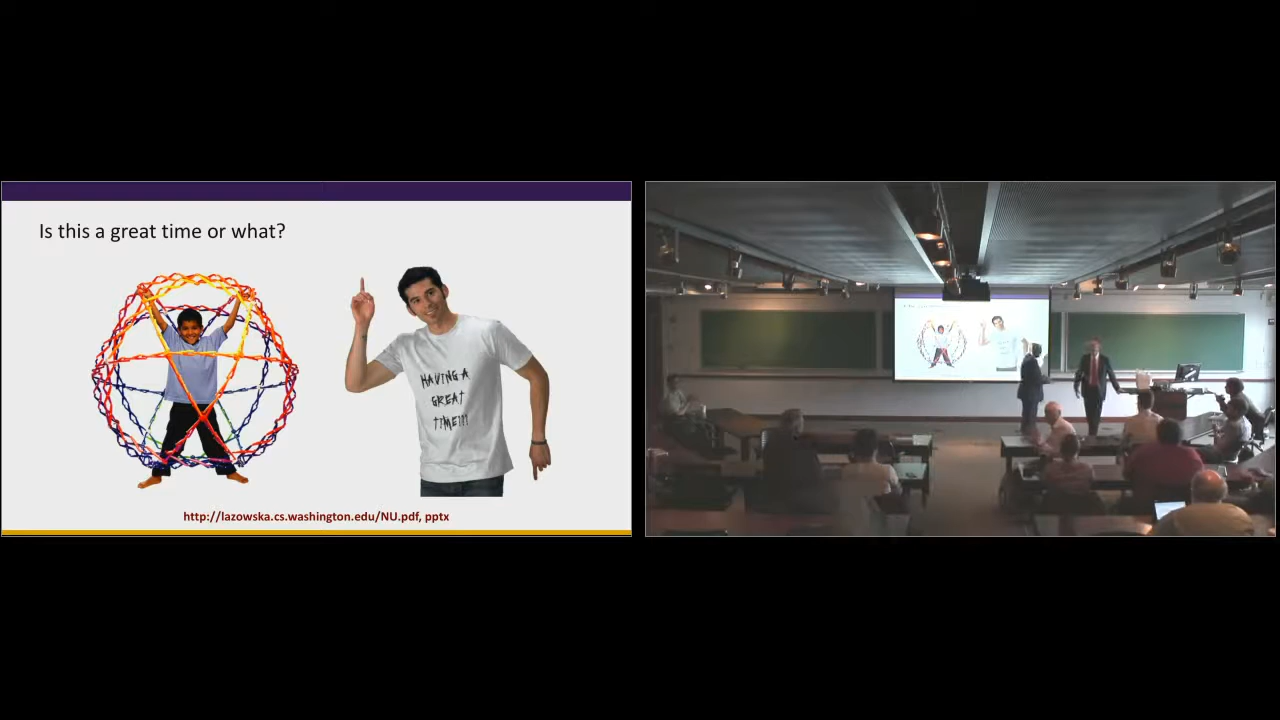 Is this a great time or what?
HAVING A
GREAT
TIME!!!
http://lazowska.cs.washington.edu/NU.pdf, pptx